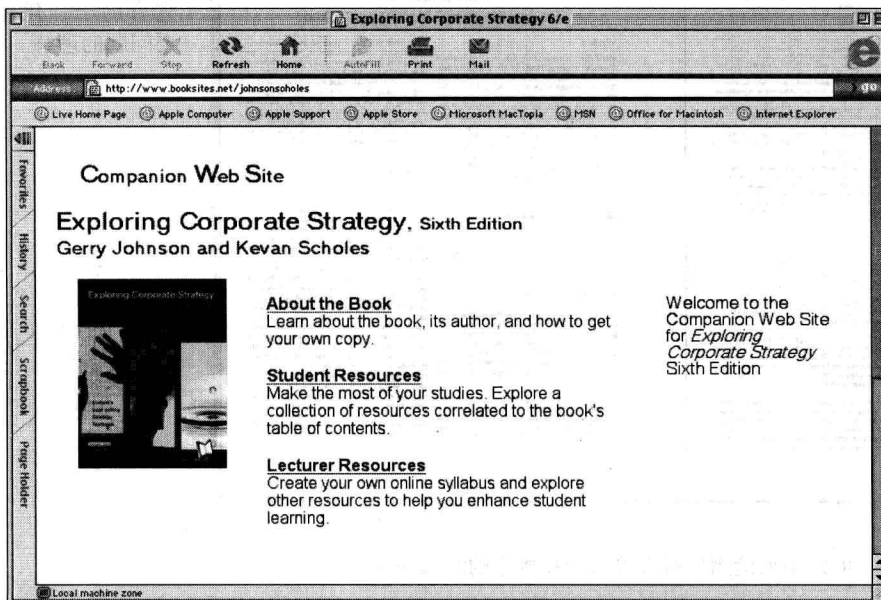 Exploring Corporate Strategy 6/e
Back Forward Stop Refresh Home AutoFill Print Mail
Address http://www.booksites.net/johnsonscholes go
Live Home Page Apple Computer Apple Support Apple Store Microsoft MacTopia MSN Office for Macintosh Internet Explorer
Favorites
History
Search
Scrapbook
Page Holder
Companion Web Site
Exploring Corporate Strategy, Sixth Edition
Gerry Johnson and Kevan Scholes
Exploring Corporate Strategy
About the Book
Learn about the book, its author, and how to get
your own copy.
Student Resources
Make the most of your studies. Explore a
collection of resources correlated to the book's
table of contents.
Lecturer Resources
Create your own online syllabus and explore
other resources to help you enhance student
learning.
Welcome to the
Companion Web Site
for Exploring
Corporate Strategy
Sixth Edition
Local machine zone